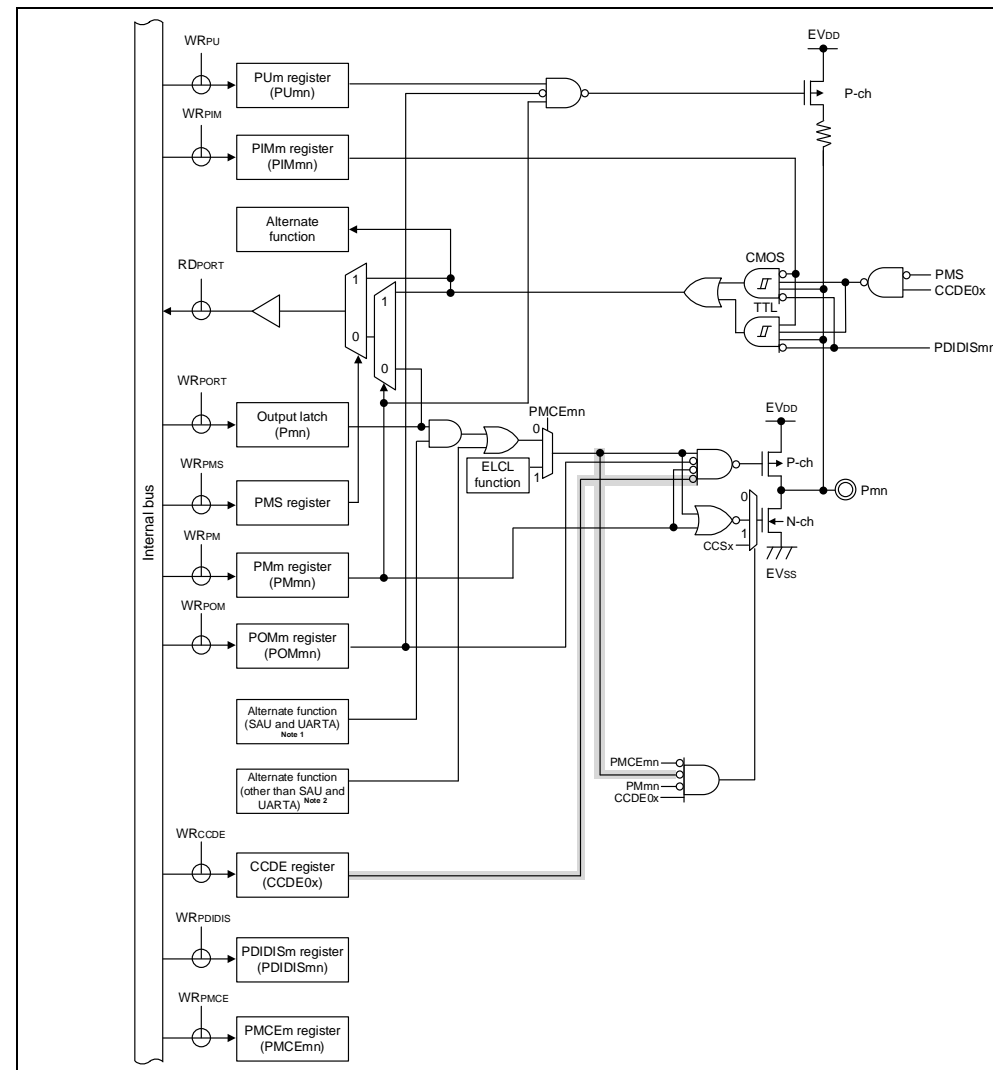 WRPU
PUm register
(PUmn)
EVDD
P-ch
WRPIM
PIMm register
(PIMmn)
Alternate
function
RDPORT
1
0
1
0
CMOS
TTL
PMS
CCDE0x
PDIDISmn
WRPORT
Output latch
(Pmn)
PMCEmn
0
1
ELCL
function
EVDD
P-ch
Pmn
N-ch
0
1
CCSx
EVSS
WRPMS
PMS register
Internal bus
WRPM
PMm register
(PMmn)
WRPOM
POMm register
(POMmn)
Alternate function
(SAU and UARTA)
Note 1
Alternate function
(other than SAU and
UARTA) Note 2
PMCEmn
PMmn
CCDE0x
WRCCDE
CCDE register
(CCDE0x)
WRPDIDIS
PDIDISm register
(PDIDISmn)
WRPMCE
PMCEm register
(PMCEmn)